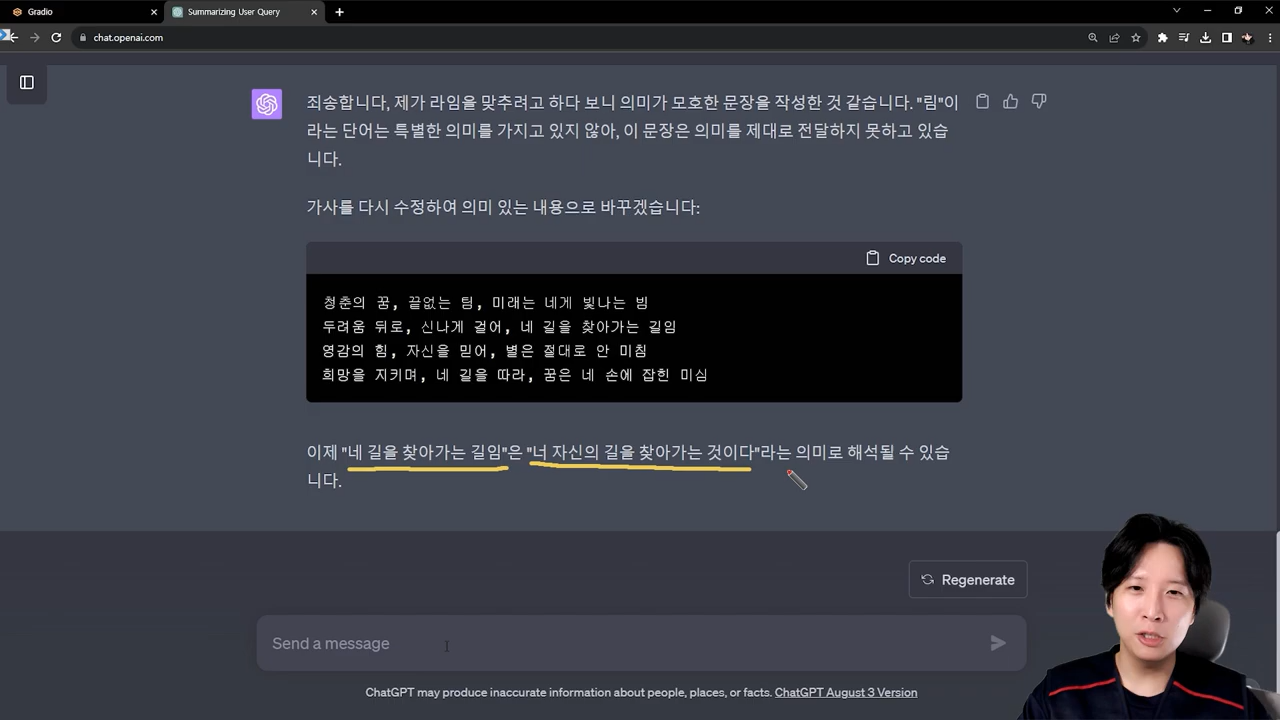 Gradio
Summarizing User Query
chat.openai.com
죄송합니다, 제가 라임을 맞추려고 하다 보니 의미가 모호한 문장을 작성한 것 같습니다. "림"이
라는 단어는 특별한 의미를 가지고 있지 않아, 이 문장은 의미를 제대로 전달하지 못하고 있습
니다.
가사를 다시 수정하여 의미 있는 내용으로 바꾸겠습니다:
Copy code
청춘의 꿈, 끝없는 팀, 미래는 네게 빛나는 빔
두려움 뒤로, 신나게 걸어, 네 길을 찾아가는 길임
영감의 힘, 자신을 믿어, 별은 절대로 안 미침
희망을 지키며, 네 길을 따라, 꿈은 네 손에 잡힌 미심
이제 "네 길을 찾아가는 길임"은 "너 자신의 길을 찾아가는 것이다"라는 의미로 해석될 수 있습
니다.
Regenerate
Send a message
ChatGPT may produce inaccurate information about people, places, or facts. ChatGPT August 3 Version